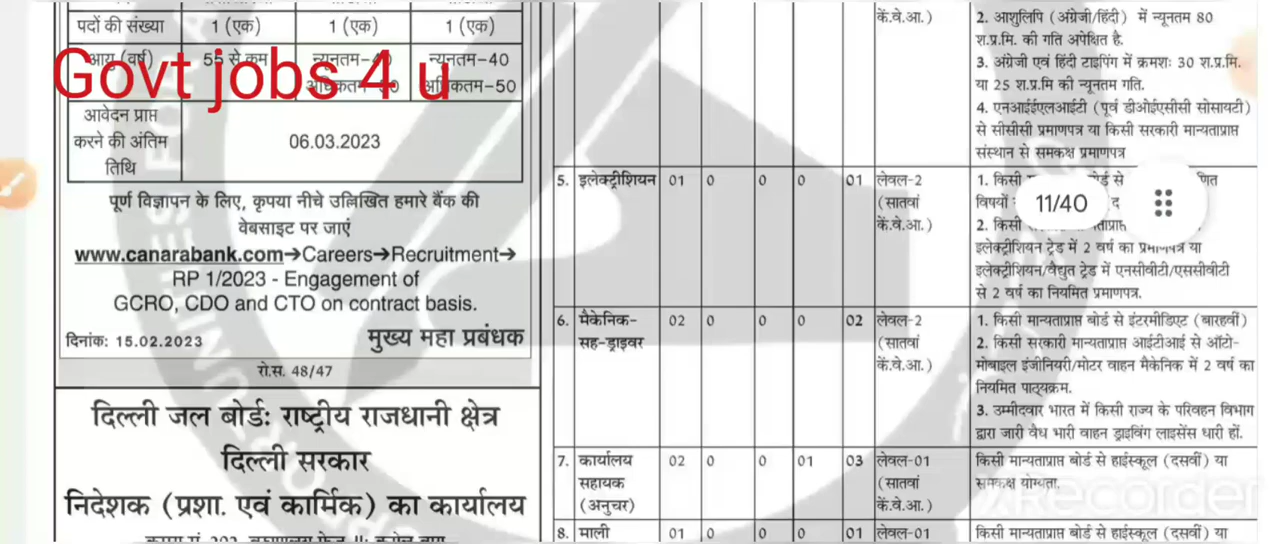 पदों की संख्या 1 (एक) 1 (एक) 1 (एक)
आयु (वर्ष) 55 से कम न्यूनतम-40 न्यूनतम-40
अधिकतम-50
Govt jobs 4 u
आवेदन प्राप्त
करने की अंतिम
तिथि
06.03.2023
पूर्ण विज्ञापन के लिए, कृपया नीचे उल्लिखित हमारे बैंक की
वेबसाइट पर जाएं
www.canarabank.com→Careers→Recruitment→
RP 1/2023 - Engagement of
GCRO, CDO and CTO on contract basis.
दिनांक: 15.02.2023 मुख्य महा प्रबंधक
रो.स. 48/47
दिल्ली जल बोर्ड: राष्ट्रीय राजधानी क्षेत्र
दिल्ली सरकार
निदेशक (प्रशा. एवं कार्मिक) का कार्यालय
कें.वे.आ.)
2. आशुलिपि (अंग्रेजी/हिंदी) में न्यूनतम 80
श.प्र.मि. की गति अपेक्षित है.
3. अंग्रेजी एवं हिंदी टाइपिंग में क्रमशः 30 श.प्र.मि.
या 25 श.प्र.मि की न्यूनतम गति.
4. एनआईईएलआईटी (पूर्व डीओईएसीसी सोसायटी)
से सीसीसी प्रमाणपत्र या किसी सरकारी मान्यताप्राप्त
संस्थान से समकक्ष प्रमाणपत्र
5. इलेक्ट्रीशियन 01 0 0 0 01 लेवल-2
(सातवां
कें.वे.आ.)
1. किसी
विषयों
2. किसी
इलेक्ट्रीशियन ट्रेड में 2 वर्ष का प्रमाणपत्र या
इलेक्ट्रीशियन/वैद्युत ट्रेड में एनसीवीटी/एससीवीटी
से 2 वर्ष का नियमित प्रमाणपत्र.
11/40
6. मैकेनिक-
सह-ड्राइवर
02 0 0 0 02 लेवल-2
(सातवां
कें.वे.आ.)
1. किसी मान्यताप्राप्त बोर्ड से इंटरमीडिएट (बारहवीं)
2. किसी सरकारी मान्यताप्राप्त आईटीआई से ऑटो-
मोबाइल इंजीनियरी/मोटर वाहन मैकेनिक में 2 वर्ष का
नियमित पाठ्यक्रम.
3. उम्मीदवार भारत में किसी राज्य के परिवहन विभाग
द्वारा जारी वैध भारी वाहन ड्राइविंग लाइसेंस धारी हों.
7. कार्यालय
सहायक
(अनुचर)
02 0 0 01 03 लेवल-01
(सातवां
कें.वे.आ.)
किसी मान्यताप्राप्त बोर्ड से हाईस्कूल (दसवीं) या
समकक्ष योग्यता.
8. माली 01 0 0 0 01 लेवल-01
किसी मान्यताप्राप्त बोर्ड से हाईस्कूल (दसवीं) या